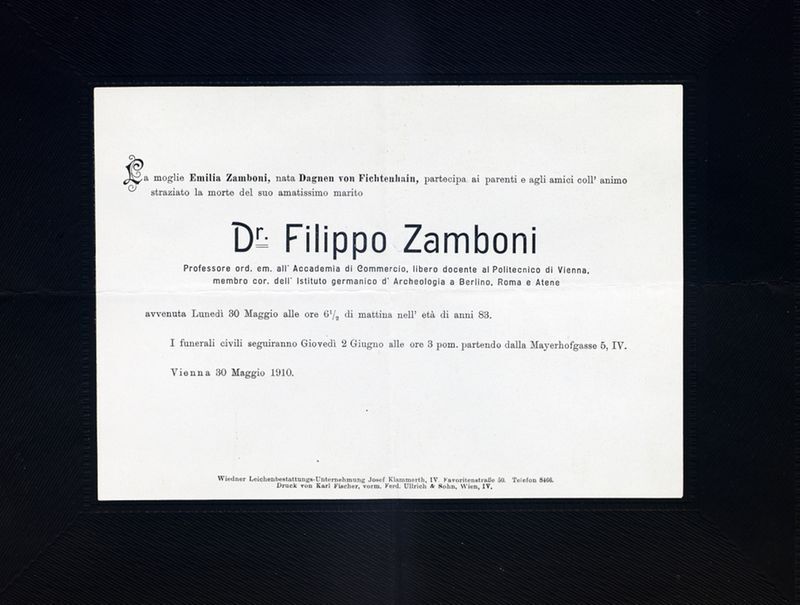 La moglie Emilia Zamboni, nata Dagnen von Fichtenhain, partecipa ai parenti e agli amici coll' animo
straziato la morte del suo amatissimo marito
Dr. Filippo Zamboni
Professore ord. em. all' Accademia di Commercio, libero docente al Politecnico di Vienna,
membro cor. dell' Istituto germanico d' Archeologia a Berlino, Roma e Atene
avvenuta Lunedì 30 Maggio alle ore 6 1/2 di mattina nell' età di anni 83.
I funerali civili seguiranno Giovedì 2 Giugno alle ore 3 pom. partendo dalla Mayerhofgasse 5, IV.
Vienna 30 Maggio 1910.
Wiedner Leichenbestattungs-Unternehmung Josef Klammerth, IV. Favoritenstraße 50. Telefon 8466.
Druck von Karl Fischer, vorm. Ferd. Ullrich & Sohn, Wien, IV.